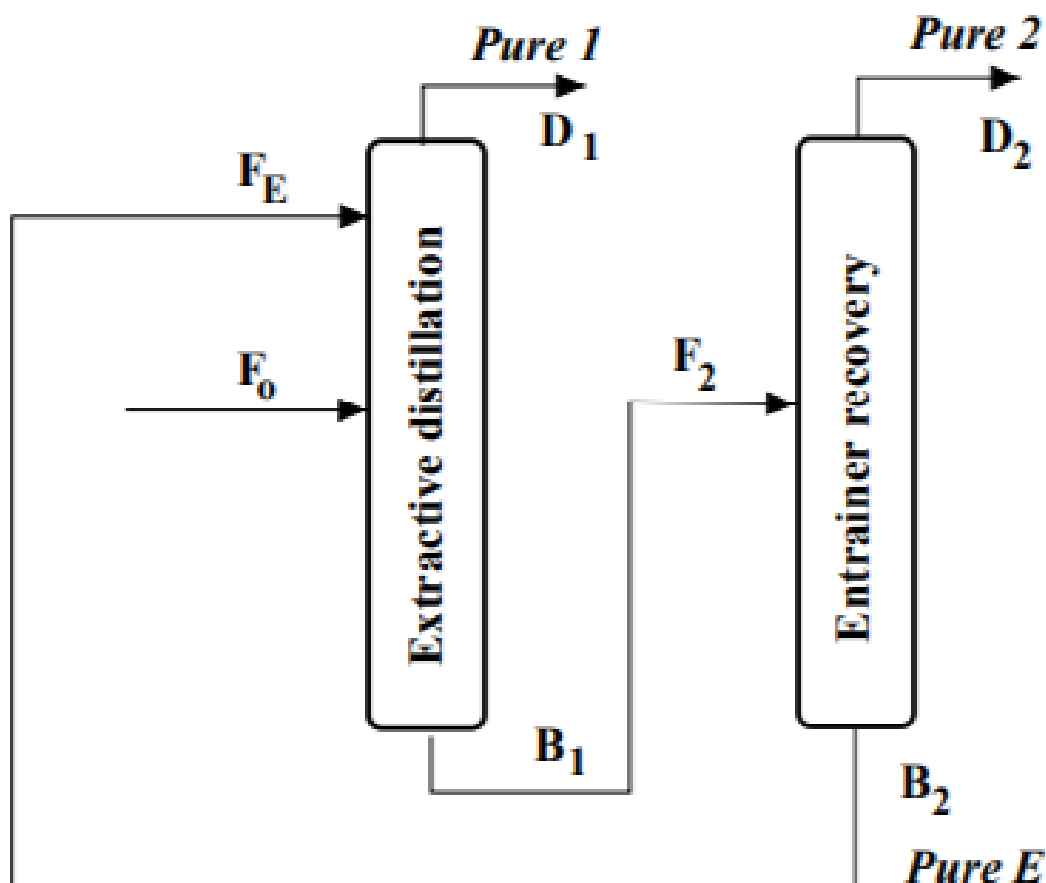 Pure 1
D1
Pure 2
D2
FE
Fo
F2
Extractive distillation
Entrainer recovery
B1
B2
Pure E